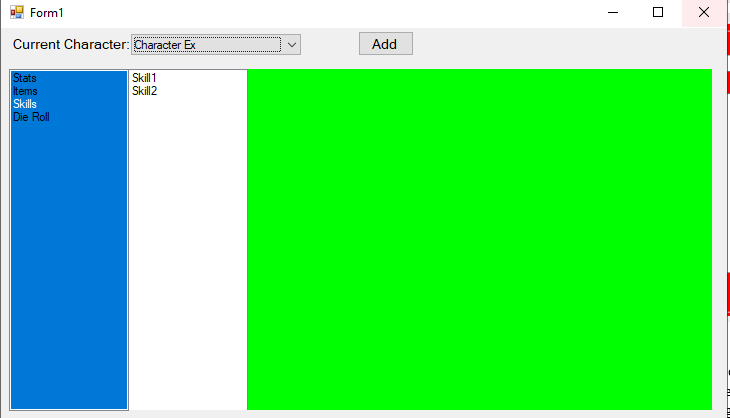 Form1
Current Character: Character Ex Add
Stats
Items
Skills
Die Roll
Skill1
Skill2